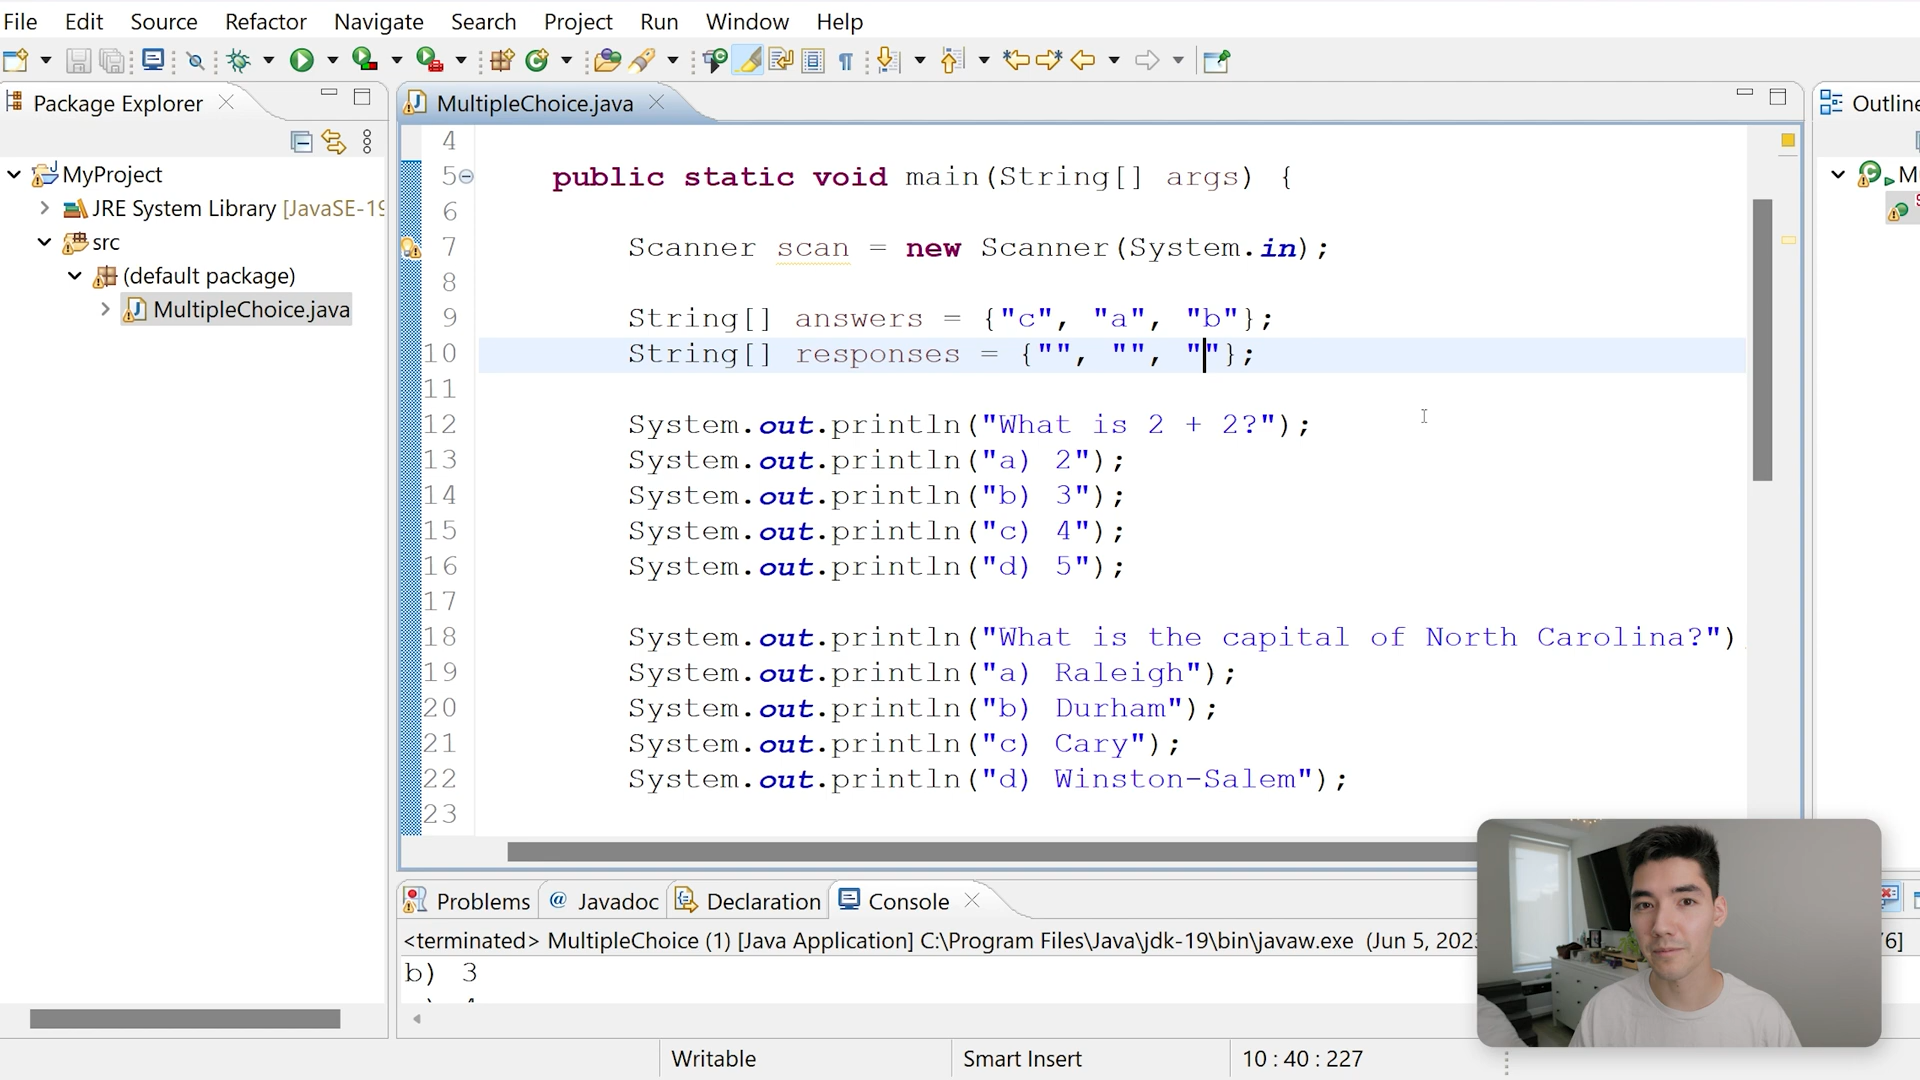 File Edit Source Refactor Navigate Search Project Run Window Help
Package Explorer
MultipleChoice.java
Outline
MyProject
JRE System Library [JavaSE-19
src
(default package)
MultipleChoice.java
4
5 public static void main(String[] args) {
6
7 Scanner scan = new Scanner(System.in);
8
9 String[] answers = {"c", "a", "b"};
10 String[] responses = {"", "", ""};
11
12 System.out.println("What is 2 + 2?");
13 System.out.println("a) 2");
14 System.out.println("b) 3");
15 System.out.println("c) 4");
16 System.out.println("d) 5");
17
18 System.out.println("What is the capital of North Carolina?")
19 System.out.println("a) Raleigh");
20 System.out.println("b) Durham");
21 System.out.println("c) Cary");
22 System.out.println("d) Winston-Salem");
23
Problems @ Javadoc Declaration Console
<terminated> MultipleChoice (1) [Java Application] C:\Program Files\Java\jdk-19\bin\javaw.exe (Jun 5, 2023
b) 3
Writable Smart Insert 10 : 40 : 227